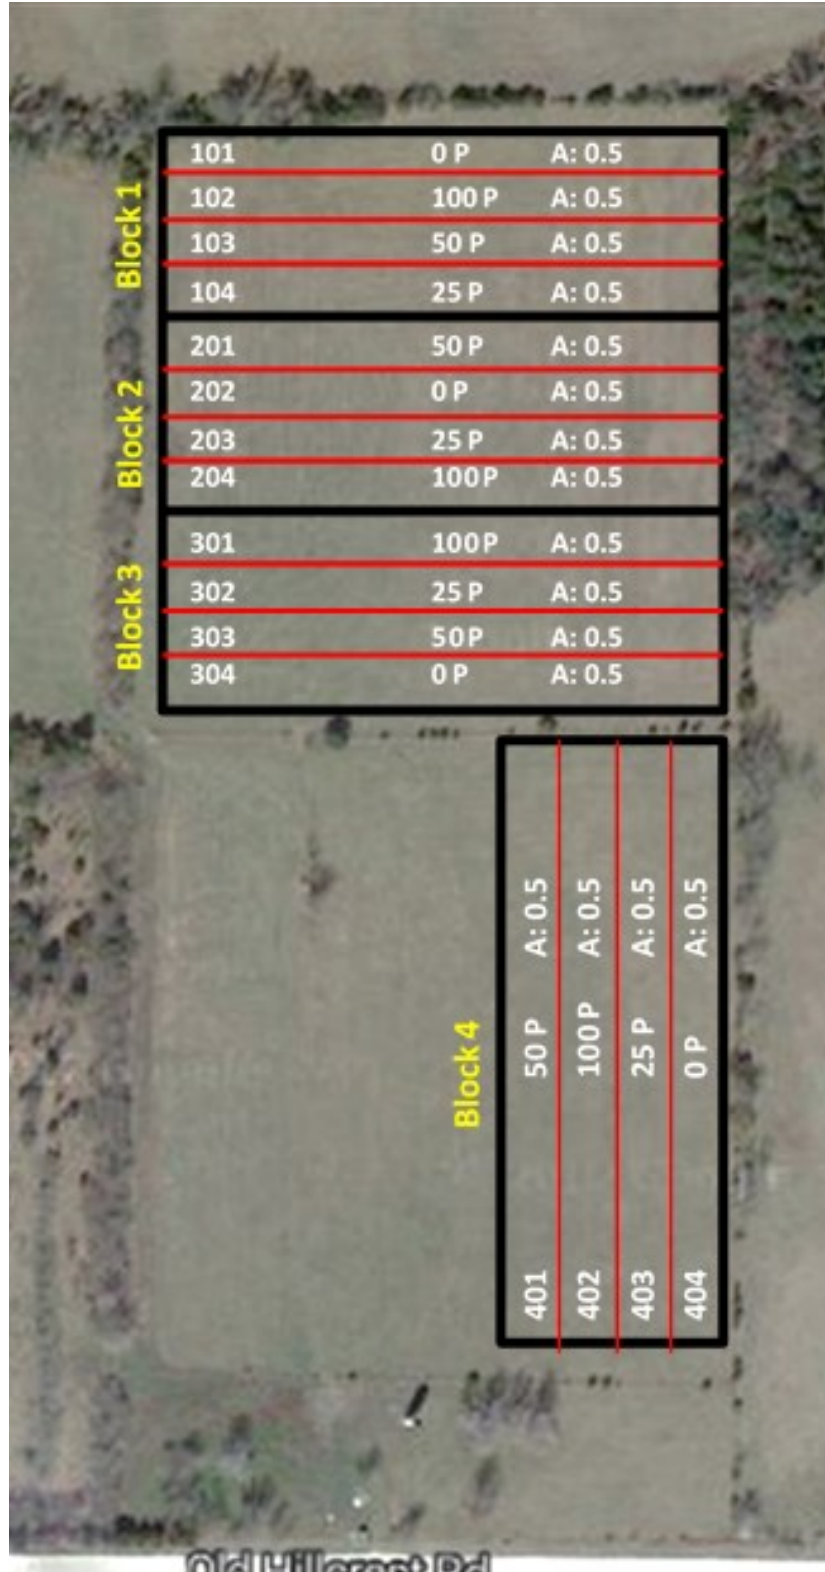 Block 1
101 0 P A: 0.5
102 100 P A: 0.5
103 50 P A: 0.5
104 25 P A: 0.5
Block 2
201 50 P A: 0.5
202 0 P A: 0.5
203 25 P A: 0.5
204 100 P A: 0.5
Block 3
301 100 P A: 0.5
302 25 P A: 0.5
303 50 P A: 0.5
304 0 P A: 0.5
Block 4
401 50 P A: 0.5
402 100 P A: 0.5
403 25 P A: 0.5
404 0 P A: 0.5
Old Hillcrest Rd